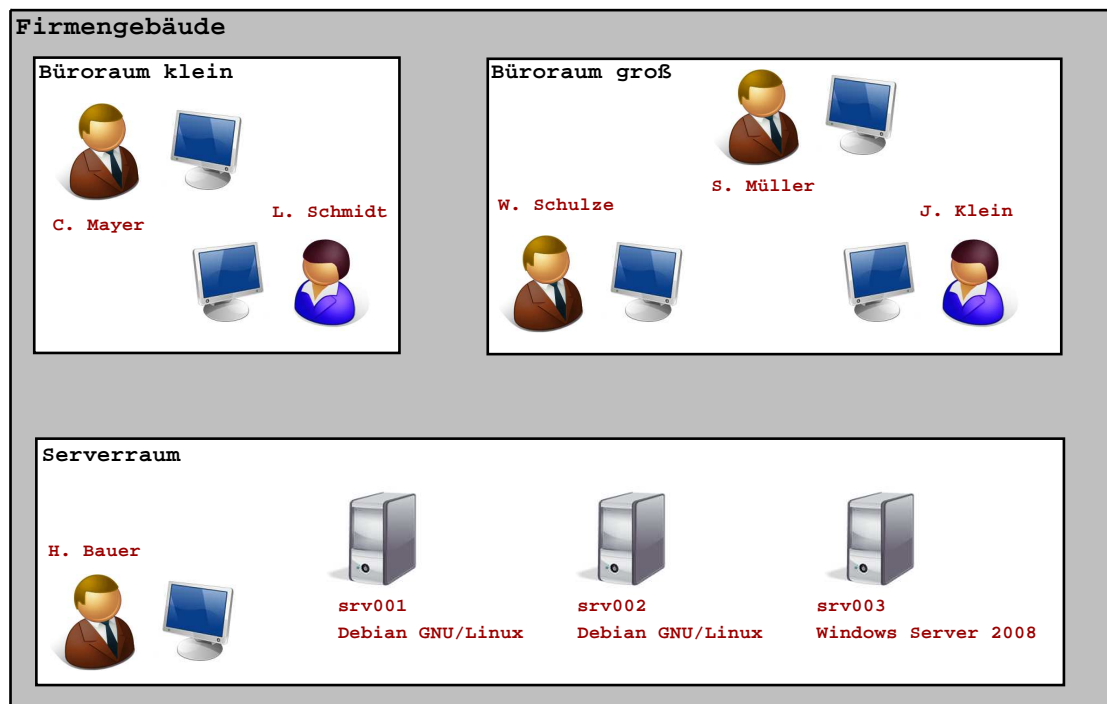 Firmengebäude
Büroraum klein
C. Mayer
L. Schmidt
Büroraum groß
S. Müller
W. Schulze
J. Klein
Serverraum
H. Bauer
srv001
Debian GNU/Linux
srv002
Debian GNU/Linux
srv003
Windows Server 2008